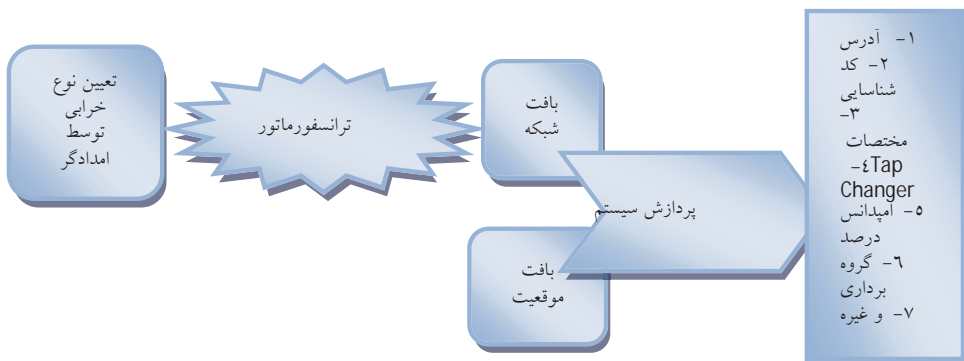 تعیین نوع
خرابی
توسط
امدادگر
ترانسفورماتور
بافت
شبکه
پردازش سیستم
بافت
موقعیت
۱- آدرس
۲- کد
شناسایی
۳-
مختصات
۴-Tap
Changer
۵- امپدانس
درصد
۶- گروه
برداری
۷- و غیره